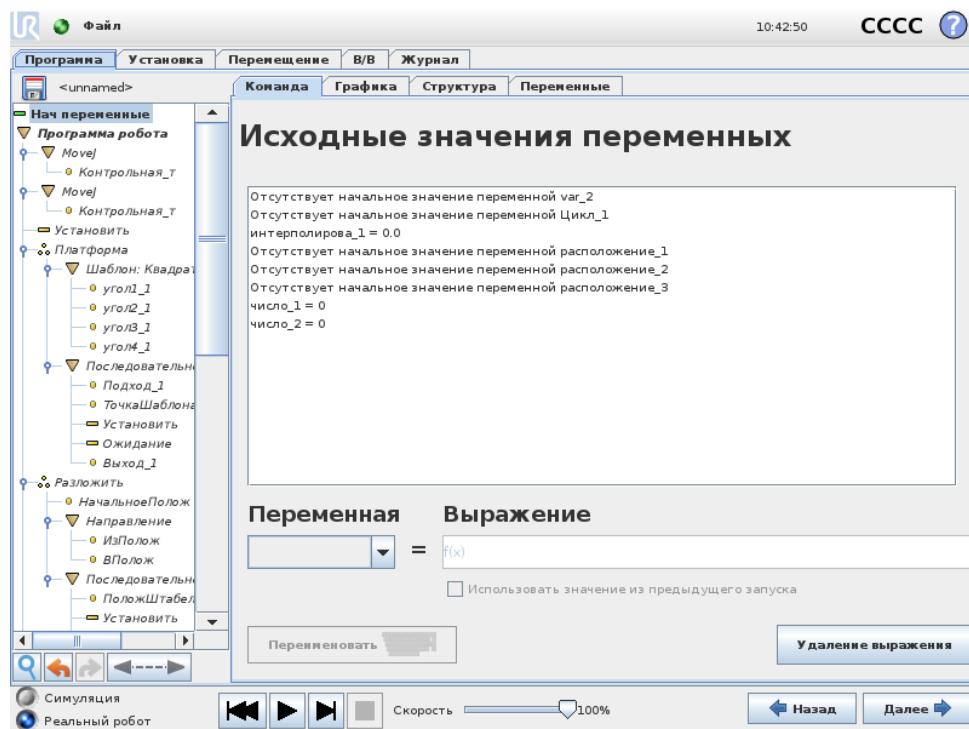 UR Файл 10:42:50 CCCC ?
Программа Установка Перемещение В/В Журнал
<unnamed>
Команда Графика Структура Переменные
Нач переменные
Программа робота
MoveJ
Контрольная_т
MoveJ
Контрольная_т
Установить
Платформа
Шаблон: Квадрат
угол1_1
угол2_1
угол3_1
угол4_1
Последовательн
Подход_1
ТочкаШаблона
Установить
Ожидание
Выход_1
Разложить
НачальноеПолож
Направление
ИзПолож
ВПолож
Последовательн
ПоложШтабел
Установить
Исходные значения переменных
Отсутствует начальное значение переменной var_2
Отсутствует начальное значение переменной Цикл_1
интерполирова_1 = 0.0
Отсутствует начальное значение переменной расположение_1
Отсутствует начальное значение переменной расположение_2
Отсутствует начальное значение переменной расположение_3
число_1 = 0
число_2 = 0
Переменная Выражение
= f(x)
Использовать значение из предыдущего запуска
Переименовать
Удаление выражения
Симуляция
Реальный робот
Скорость 100%
Назад Далее